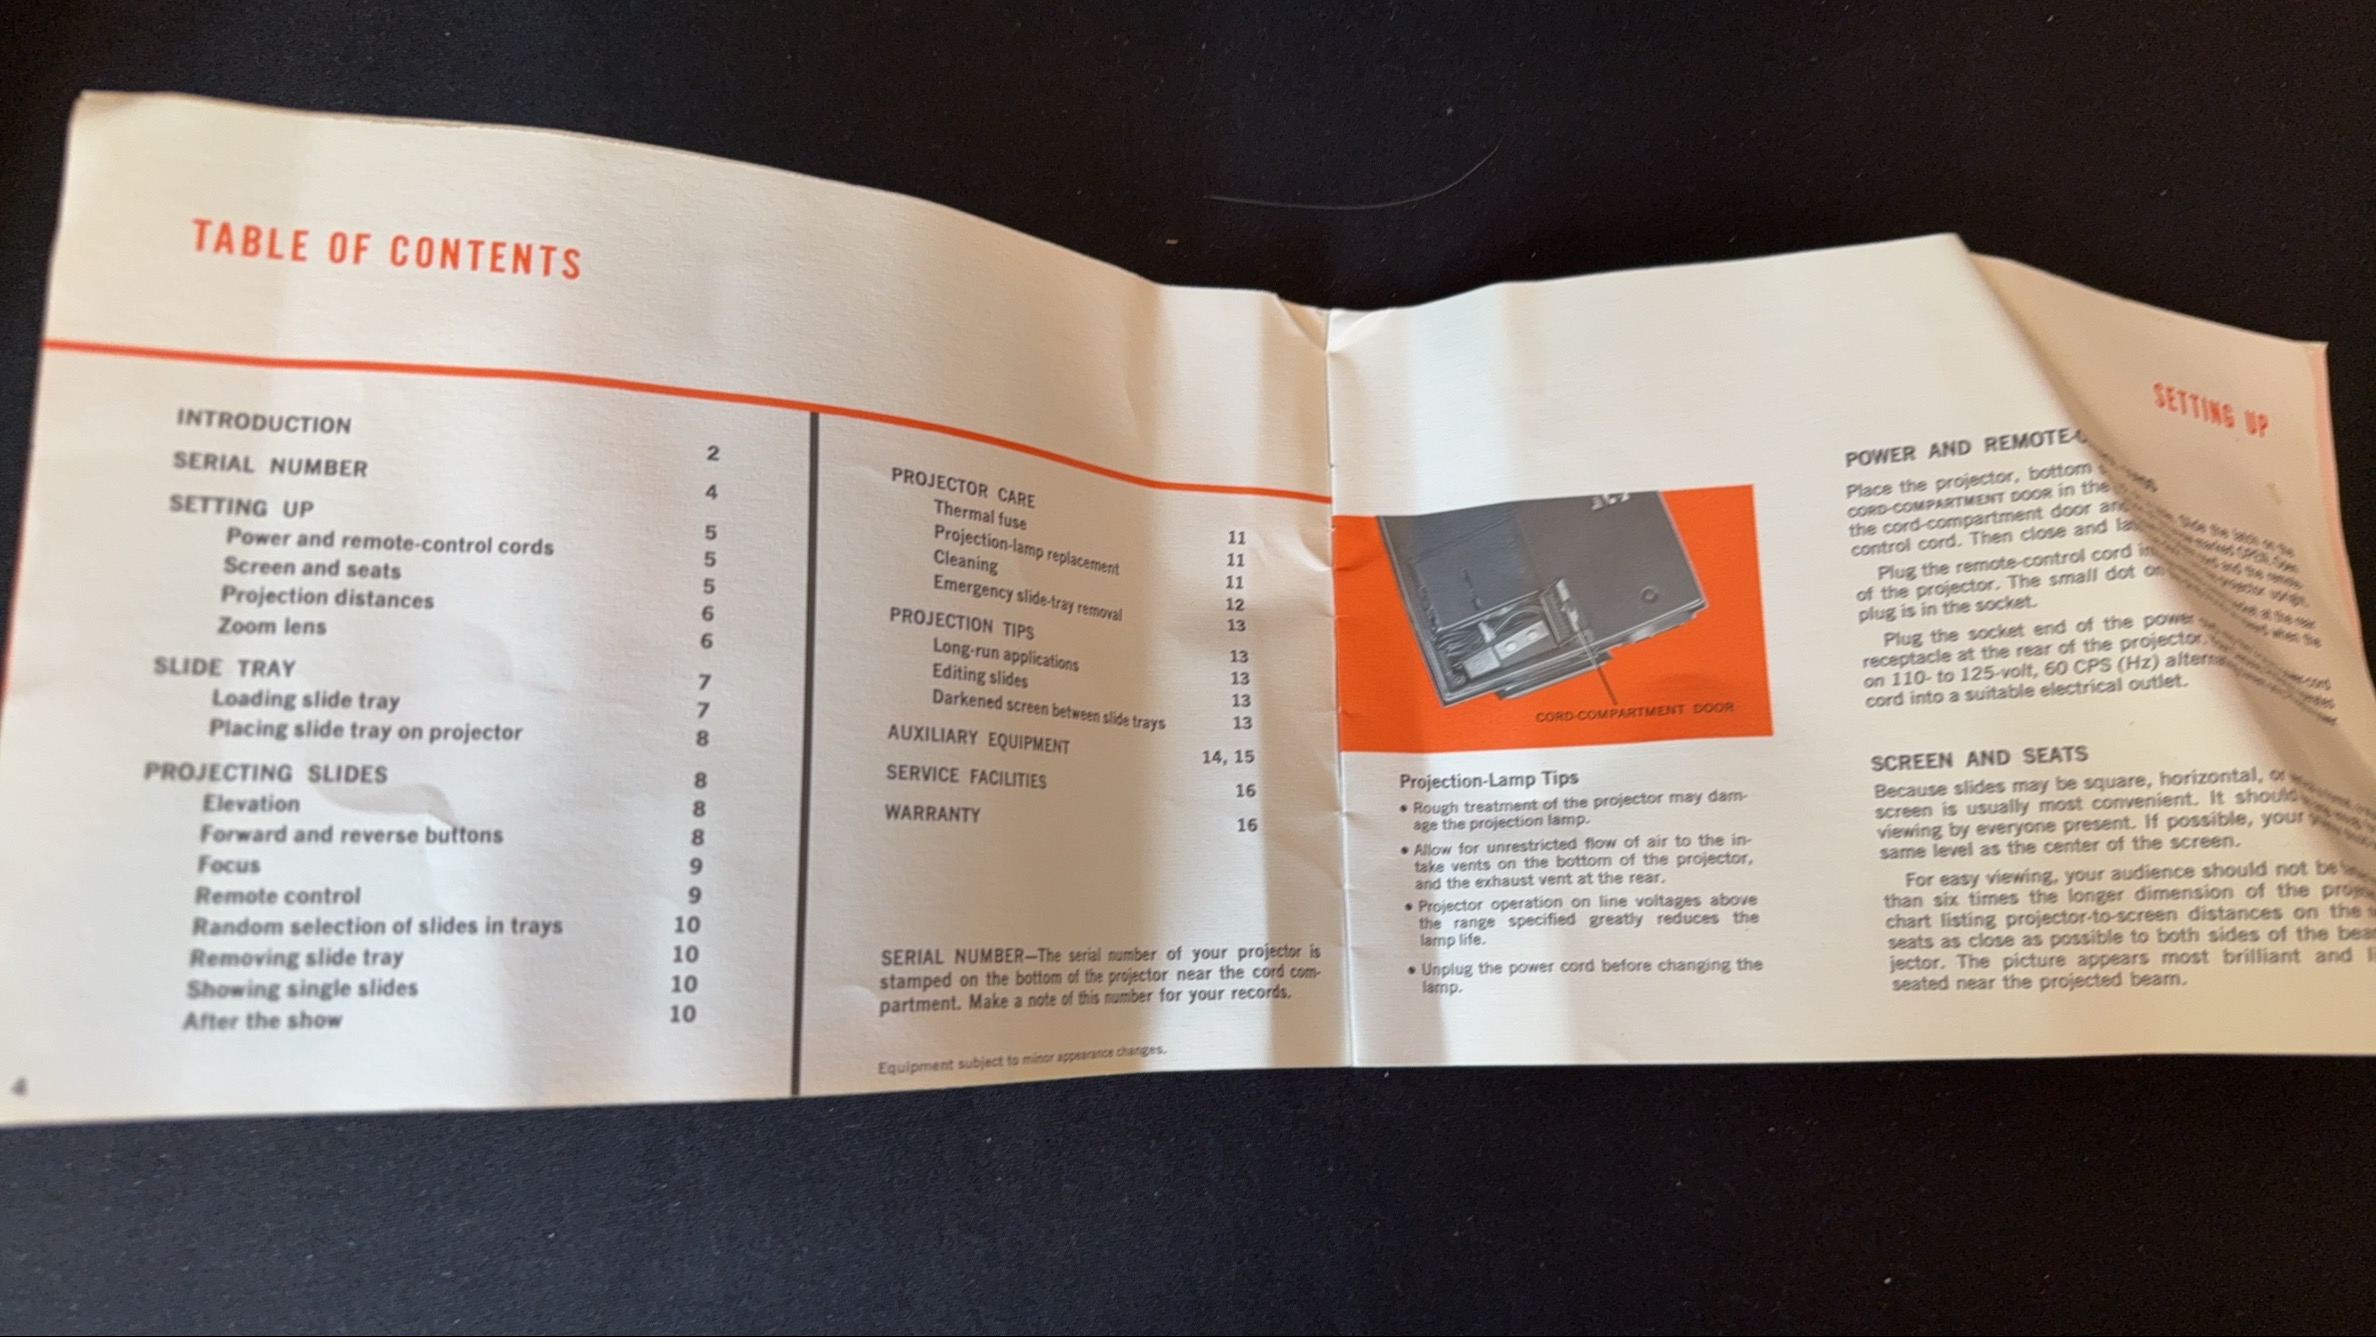 TABLE OF CONTENTS
INTRODUCTION 2
SERIAL NUMBER 4
SETTING UP 5
Power and remote-control cords 5
Screen and seats 5
Projection distances 6
Zoom lens 6
SLIDE TRAY 7
Loading slide tray 7
Placing slide tray on projector 8
PROJECTING SLIDES 8
Elevation 8
Forward and reverse buttons 8
Focus 9
Remote control 9
Random selection of slides in trays 10
Removing slide tray 10
Showing single slides 10
After the show 10
4
PROJECTOR CARE 11
Thermal fuse 11
Projection-lamp replacement 11
Cleaning 12
Emergency slide-tray removal 13
PROJECTION TIPS 13
Long-run applications 13
Editing slides 13
Darkened screen between slide trays 13
AUXILIARY EQUIPMENT 14, 15
SERVICE FACILITIES 16
WARRANTY 16
SERIAL NUMBER—The serial number of your projector is
stamped on the bottom of the projector near the cord com-
partment. Make a note of this number for your records.
Equipment subject to minor appearance changes.
CORD-COMPARTMENT DOOR
Projection-Lamp Tips
• Rough treatment of the projector may dam-
age the projection lamp.
• Allow for unrestricted flow of air to the in-
take vents on the bottom of the projector,
and the exhaust vent at the rear.
• Projector operation on line voltages above
the range specified greatly reduces the
lamp life.
• Unplug the power cord before changing the
lamp.
SETTING UP
POWER AND REMOTE-
Place the projector, bottom
CORD-COMPARTMENT DOOR in the
the cord-compartment door
control cord. Then close and
Plug the remote-control cord
of the projector. The small dot
plug is in the socket.
Plug the socket end of the power
receptacle at the rear of the projector.
on 110- to 125-volt, 60 CPS (Hz)
cord into a suitable electrical outlet.
SCREEN AND SEATS
Because slides may be square, horizontal, or
screen is usually most convenient. It should
viewing by everyone present. If possible, your
same level as the center of the screen.
For easy viewing, your audience should not be
than six times the longer dimension of the
chart listing projector-to-screen distances on the
seats as close as possible to both sides of the
jector. The picture appears most brilliant and
seated near the projected beam.